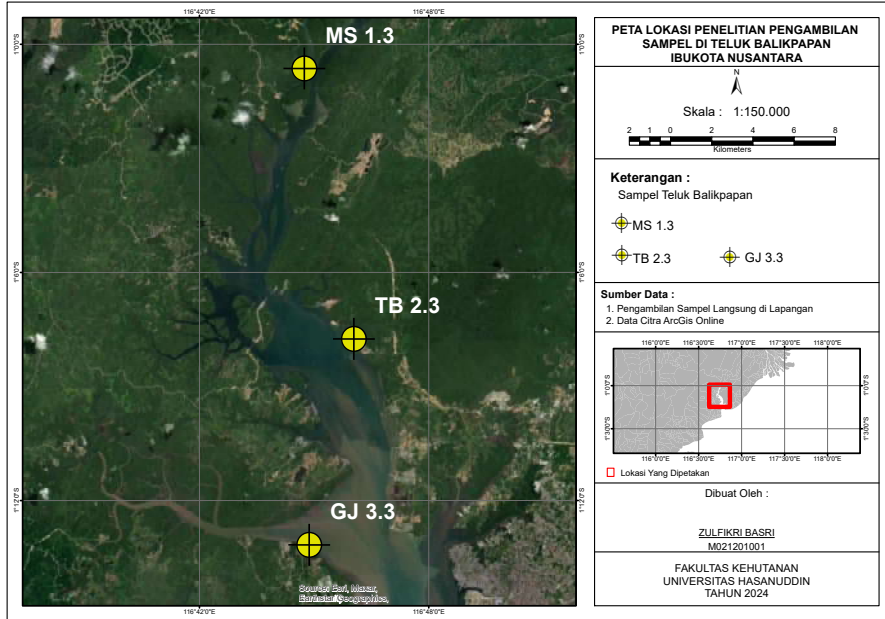 116°42'0"E 116°48'0"E
1°0'0"S 1°0'0"S
MS 1.3
1°6'0"S 1°6'0"S
TB 2.3
1°12'0"S 1°12'0"S
GJ 3.3
Source: Esri, Maxar,
Earthstar Geographics,
116°42'0"E 116°48'0"E
PETA LOKASI PENELITIAN PENGAMBILAN
SAMPEL DI TELUK BALIKPAPAN
IBUKOTA NUSANTARA
N
Skala : 1:150.000
2 1 0 2 4 6 8
Kilometers
Keterangan :
Sampel Teluk Balikpapan
MS 1.3
TB 2.3 GJ 3.3
Sumber Data :
1. Pengambilan Sampel Langsung di Lapangan
2. Data Citra ArcGis Online
116°0'0"E 116°30'0"E 117°0'0"E 117°30'0"E 118°0'0"E
1°0'0"S 1°0'0"S
1°30'0"S 1°30'0"S
116°0'0"E 116°30'0"E 117°0'0"E 117°30'0"E 118°0'0"E
Lokasi Yang Dipetakan
Dibuat Oleh :
ZULFIKRI BASRI
M021201001
FAKULTAS KEHUTANAN
UNIVERSITAS HASANUDDIN
TAHUN 2024